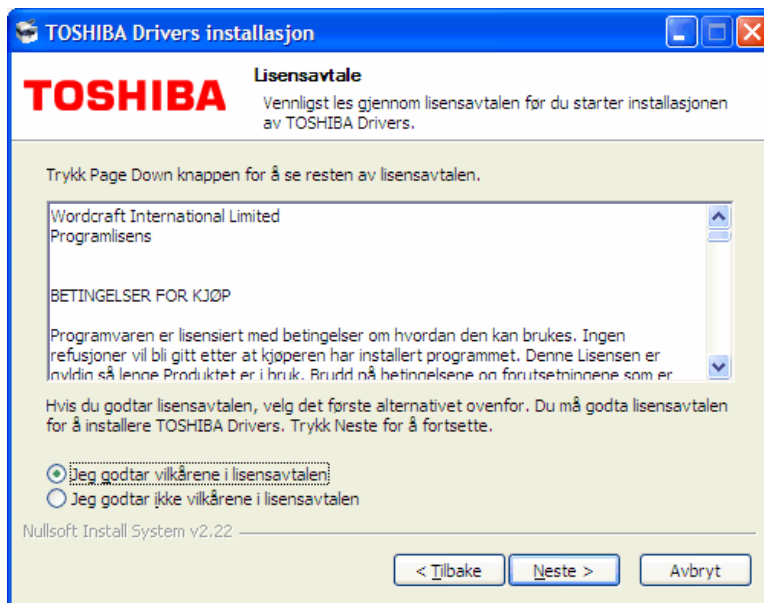 TOSHIBA Drivers installasjon
TOSHIBA
Lisensavtale
Vennligst les gjennom lisensavtalen før du starter installasjonen
av TOSHIBA Drivers.
Trykk Page Down knappen for å se resten av lisensavtalen.
Wordcraft International Limited
Programlisens
BETINGELSER FOR KJØP
Programvaren er lisensiert med betingelser om hvordan den kan brukes. Ingen
refusjoner vil bli gitt etter at kjøperen har installert programmet. Denne Lisensen er
gyldig så lenge Produktet er i bruk. Brudd på betingelsene og forutsetningene som er
Hvis du godtar lisensavtalen, velg det første alternativet ovenfor. Du må godta lisensavtalen
for å installere TOSHIBA Drivers. Trykk Neste for å fortsette.
Jeg godtar vilkårene i lisensavtalen
Jeg godtar ikke vilkårene i lisensavtalen
Nullsoft Install System v2.22
< Tilbake
Neste >
Avbryt